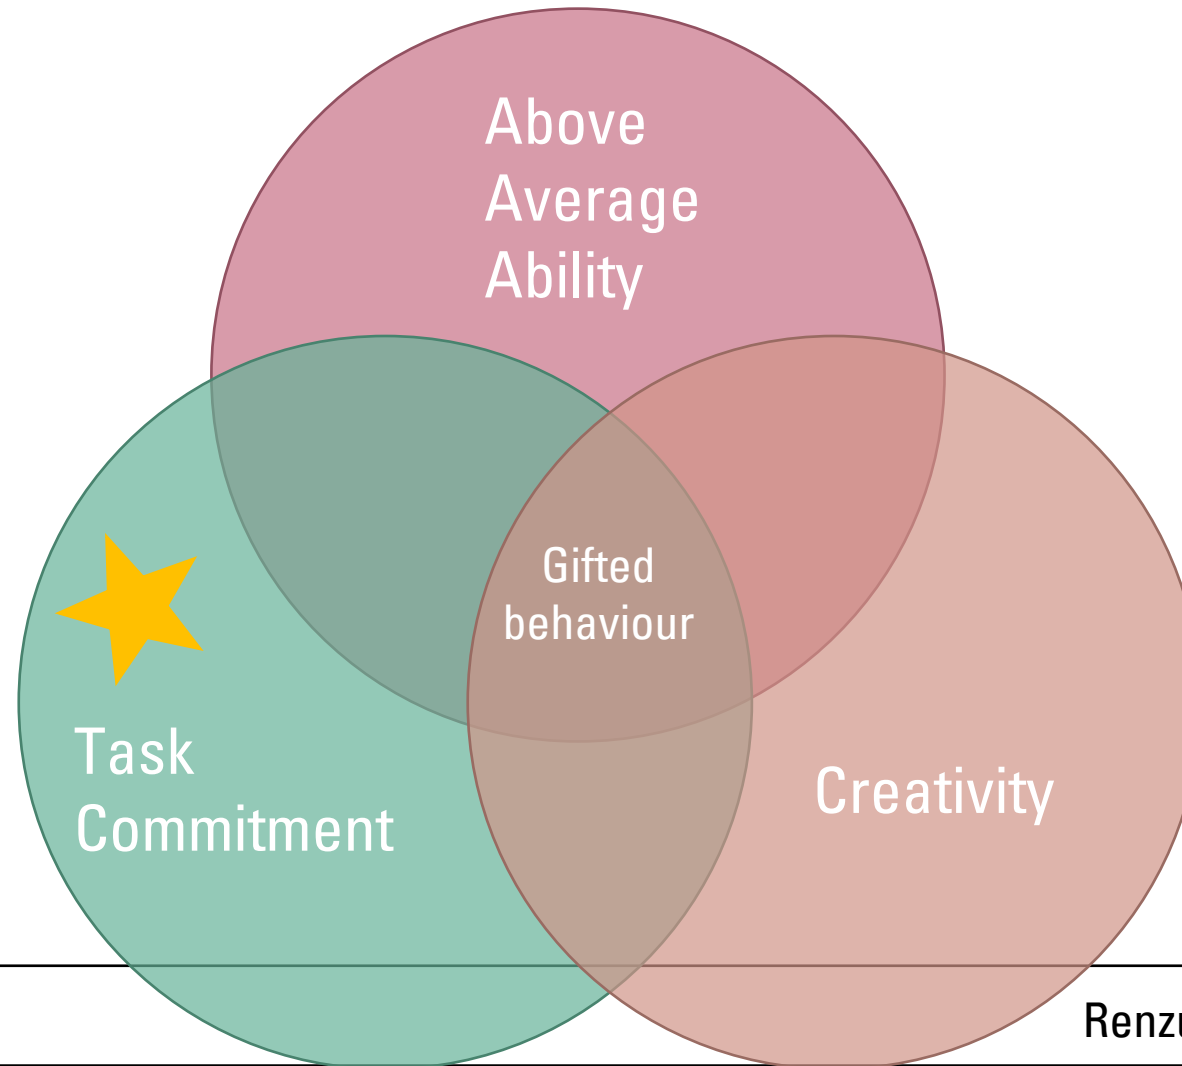 Above
Average
Ability
Gifted
behaviour
Task
Commitment
Creativity